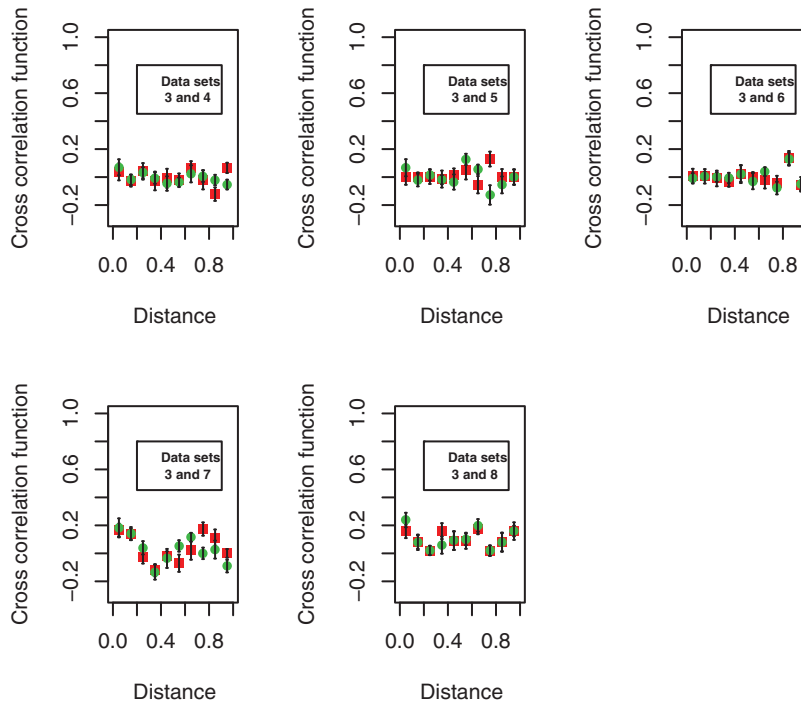 Cross correlation function
1.0
0.6
0.2
−0.2
Data sets
3 and 4
0.0 0.4 0.8
Distance
Cross correlation function
1.0
0.6
0.2
−0.2
Data sets
3 and 5
0.0 0.4 0.8
Distance
Cross correlation function
1.0
0.6
0.2
−0.2
Data sets
3 and 6
0.0 0.4 0.8
Distance
Cross correlation function
1.0
0.6
0.2
−0.2
Data sets
3 and 7
0.0 0.4 0.8
Distance
Cross correlation function
1.0
0.6
0.2
−0.2
Data sets
3 and 8
0.0 0.4 0.8
Distance